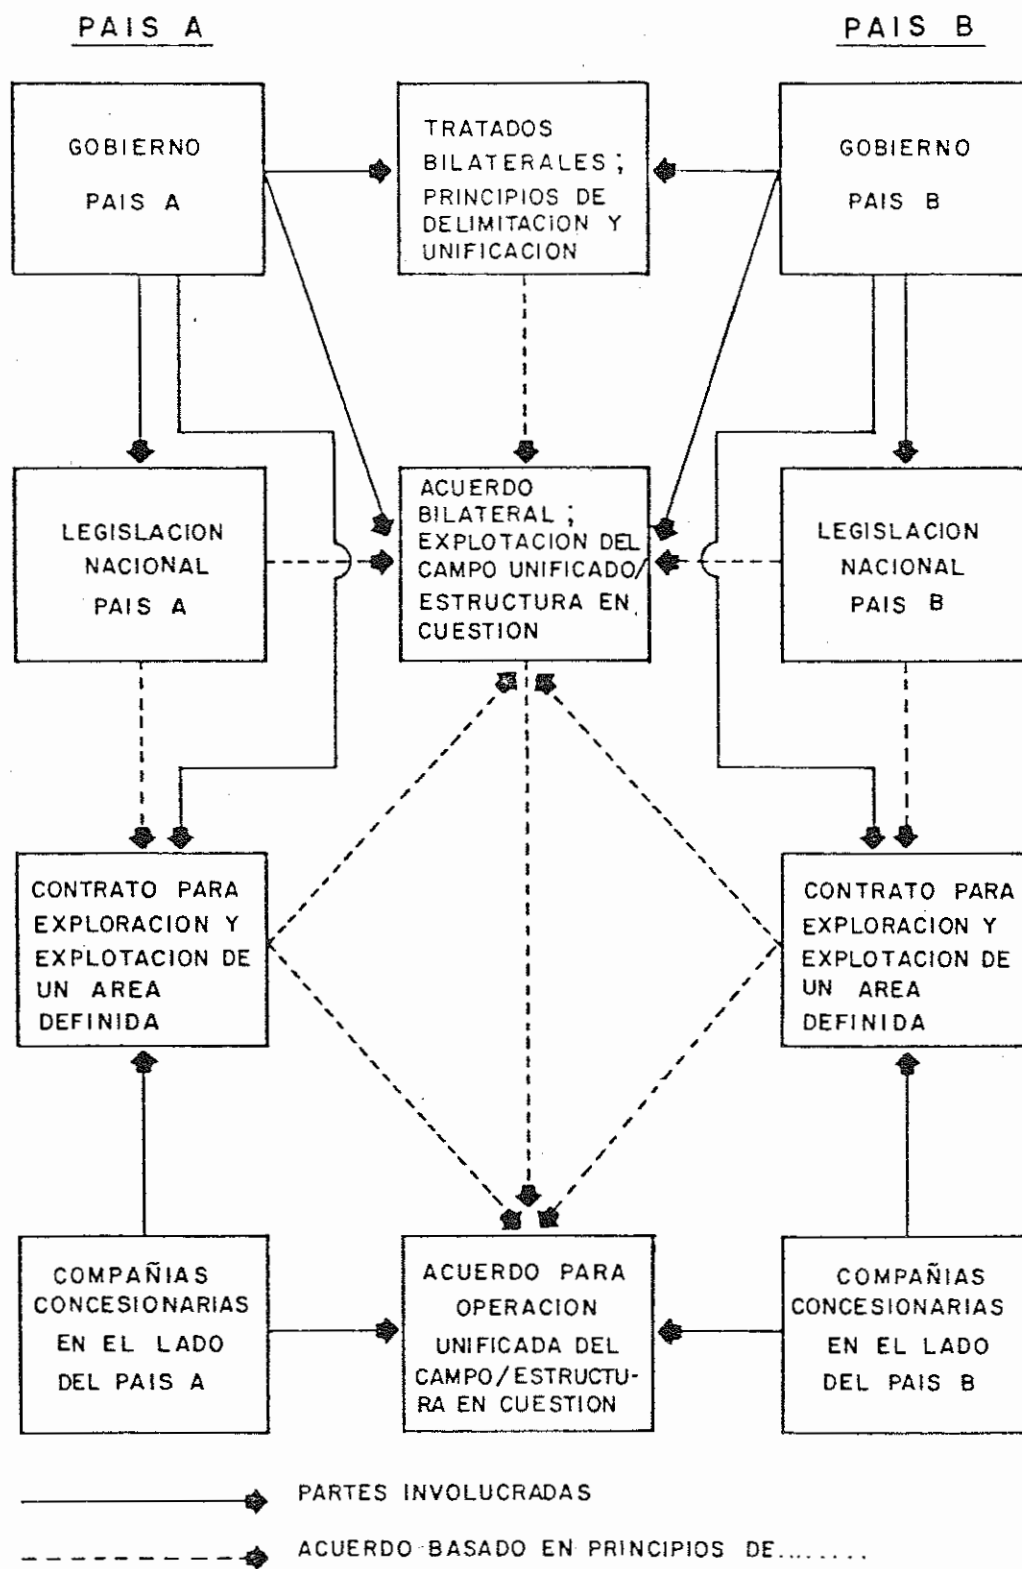 PAIS A
PAIS B
GOBIERNO
PAIS A
TRATADOS
BILATERALES ;
PRINCIPIOS DE
DELIMITACION Y
UNIFICACION
GOBIERNO
PAIS B
LEGISLACION
NACIONAL
PAIS A
ACUERDO
BILATERAL ;
EXPLOTACION DEL
CAMPO UNIFICADO/
ESTRUCTURA EN
CUESTION
LEGISLACION
NACIONAL
PAIS B
CONTRATO PARA
EXPLORACION Y
EXPLOTACION DE
UN AREA
DEFINIDA
CONTRATO PARA
EXPLORACION Y
EXPLOTACION DE
UN AREA
DEFINIDA
COMPAÑIAS
CONCESIONARIAS
EN EL LADO
DEL PAIS A
ACUERDO PARA
OPERACION
UNIFICADA DEL
CAMPO/ESTRUCTU-
RA EN CUESTION
COMPAÑIAS
CONCESIONARIAS
EN EL LADO
DEL PAIS B
PARTES INVOLUCRADAS
ACUERDO BASADO EN PRINCIPIOS DE........